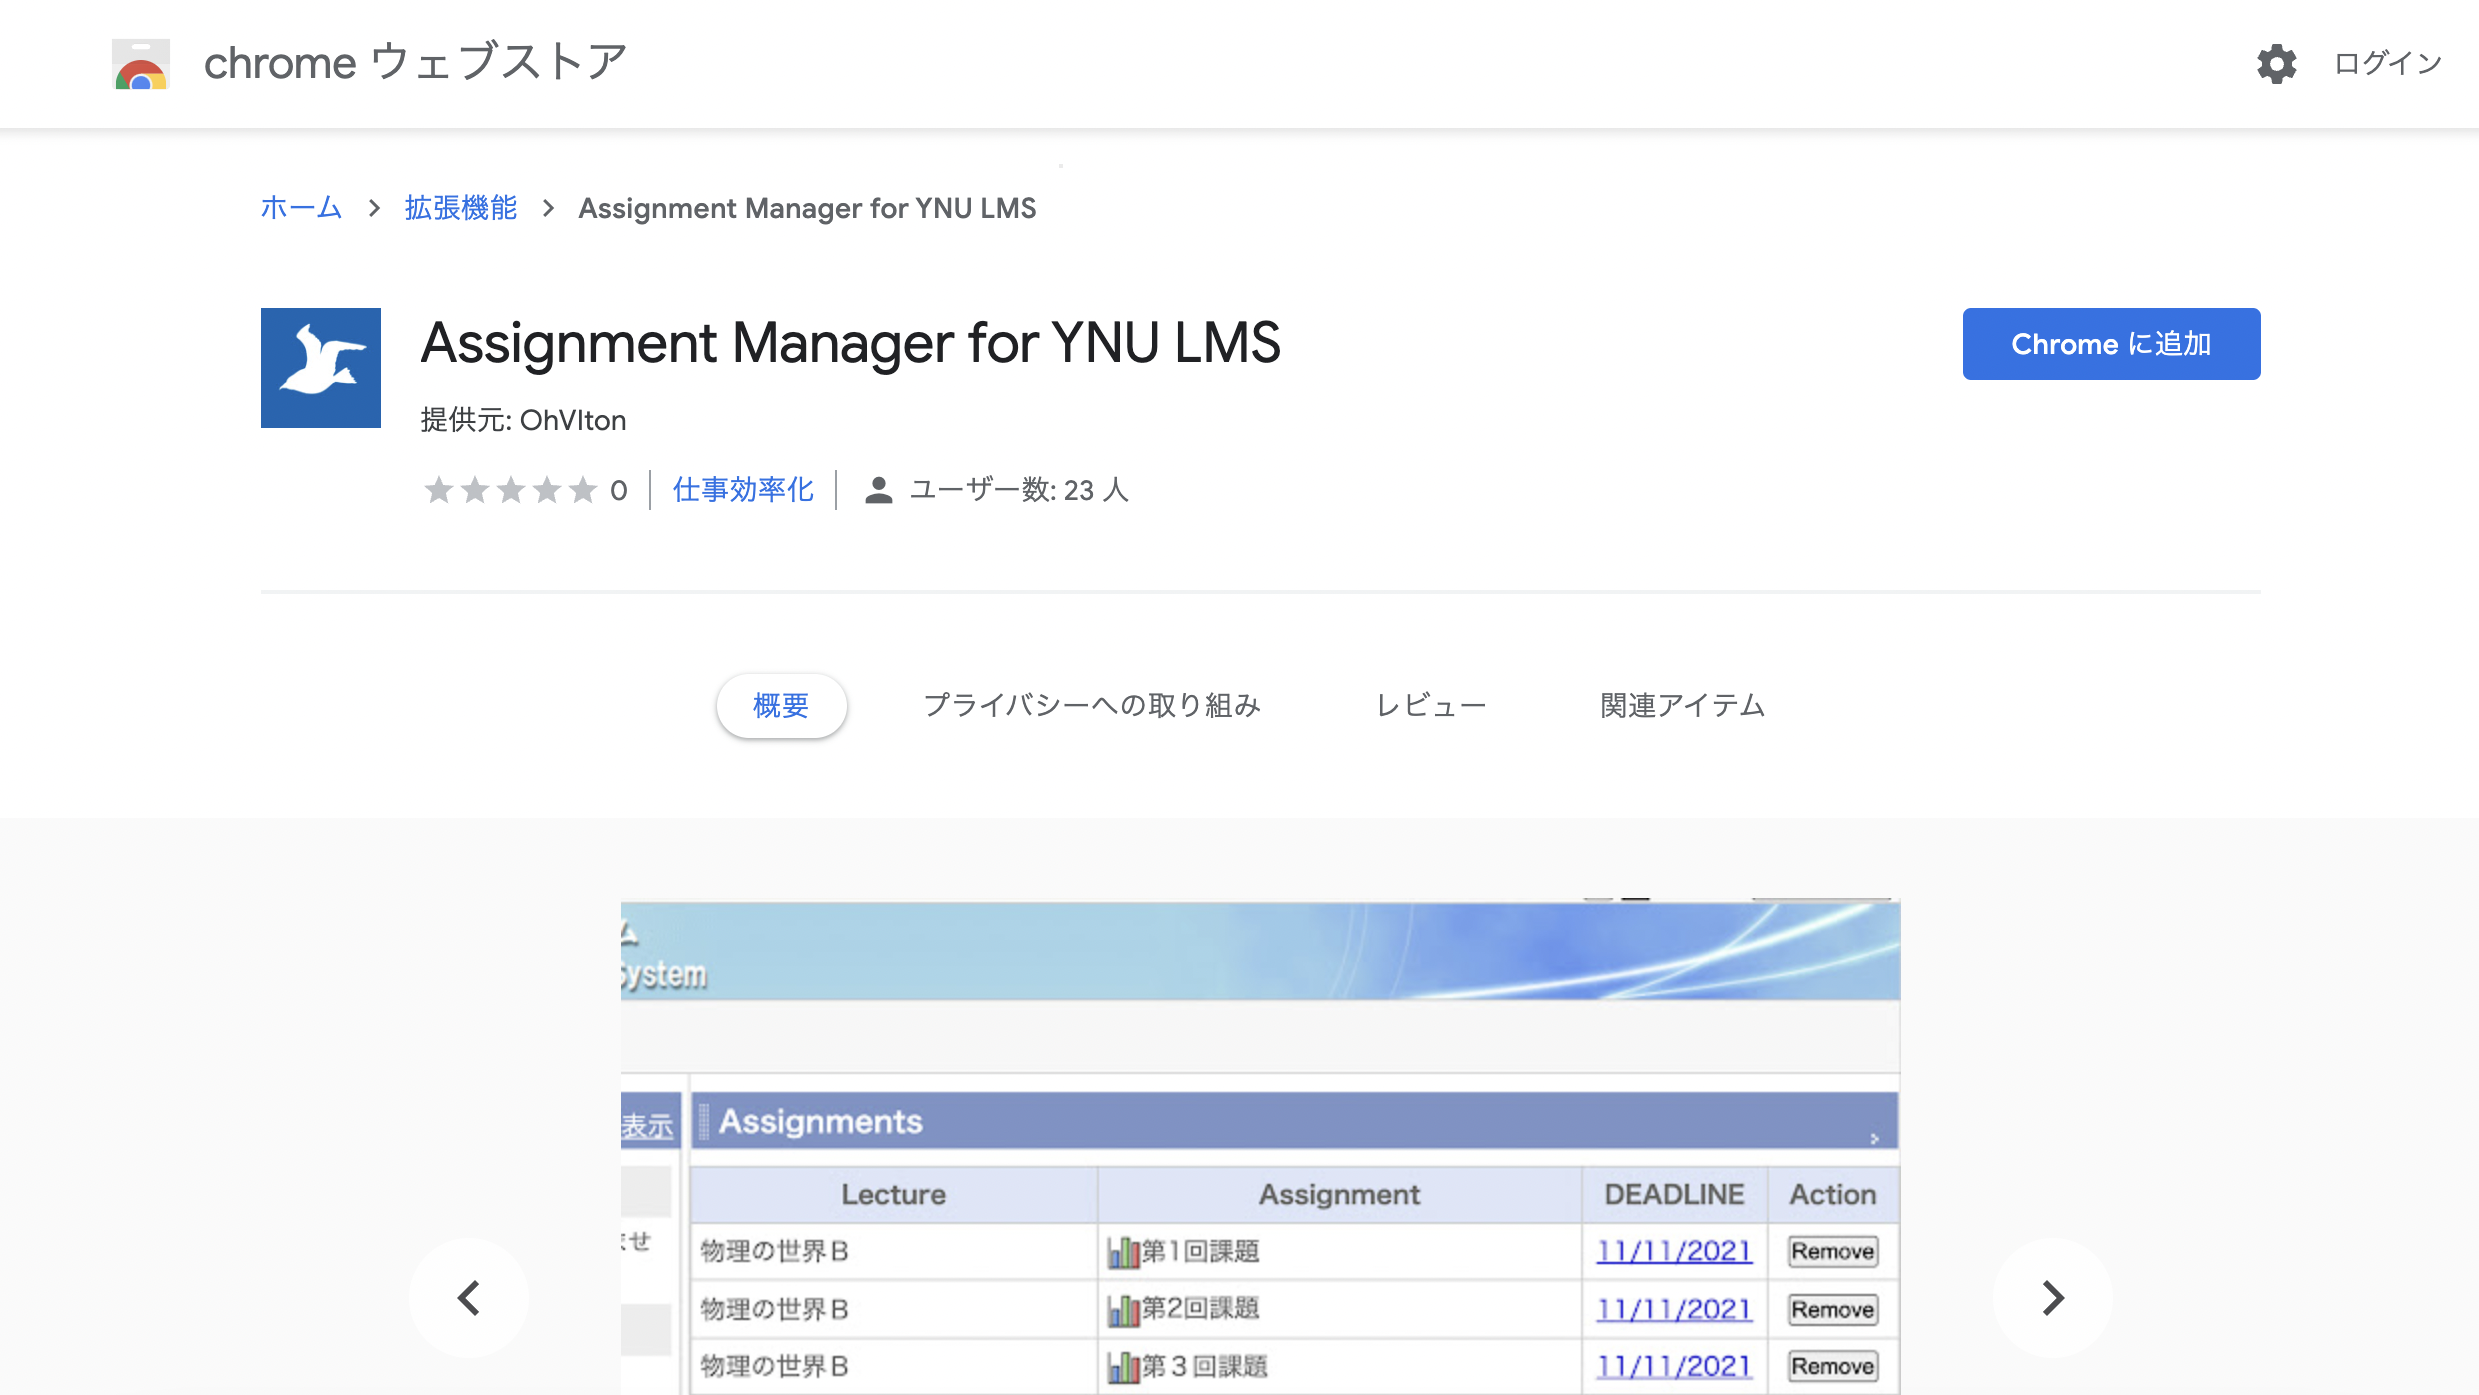 chrome ウェブストア
ログイン
ホーム > 拡張機能 > Assignment Manager for YNU LMS
Assignment Manager for YNU LMS
Chrome に追加
提供元: OhVIton
0 仕事効率化 ユーザー数: 23 人
概要 プライバシーへの取り組み レビュー 関連アイテム
ム
System
表示
Assignments
Lecture Assignment DEADLINE Action
ませ
物理の世界B 第1回課題 11/11/2021 Remove
物理の世界B 第2回課題 11/11/2021 Remove
物理の世界B 第３回課題 11/11/2021 Remove